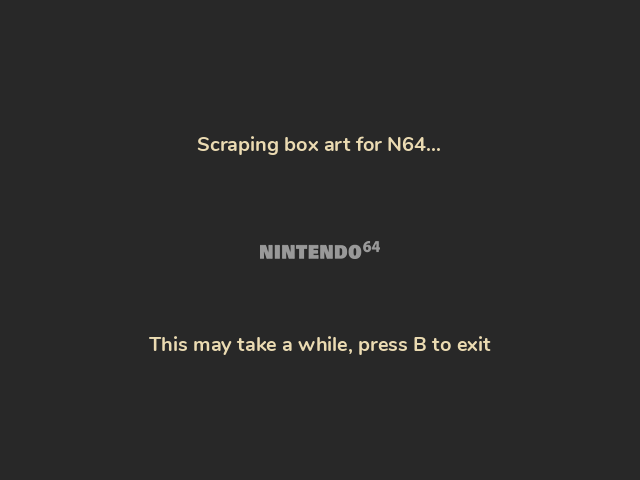 Scraping box art for N64...
NINTENDO64
This may take a while, press B to exit